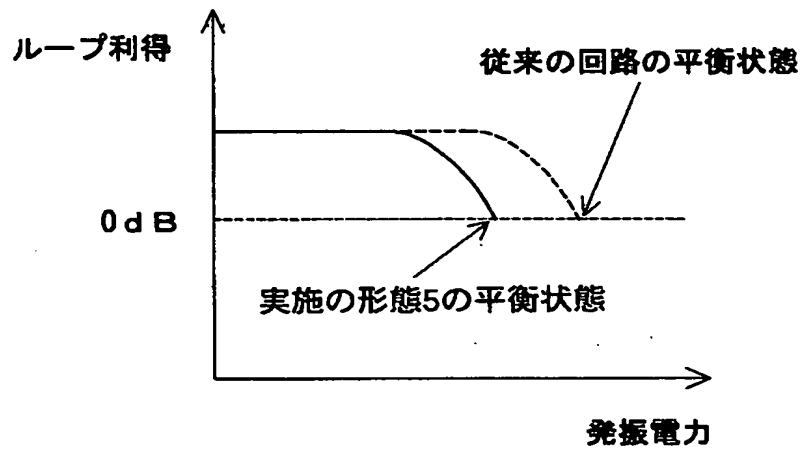 ループ利得
従来の回路の平衡状態
0dB
実施の形態5の平衡状態
発振電力